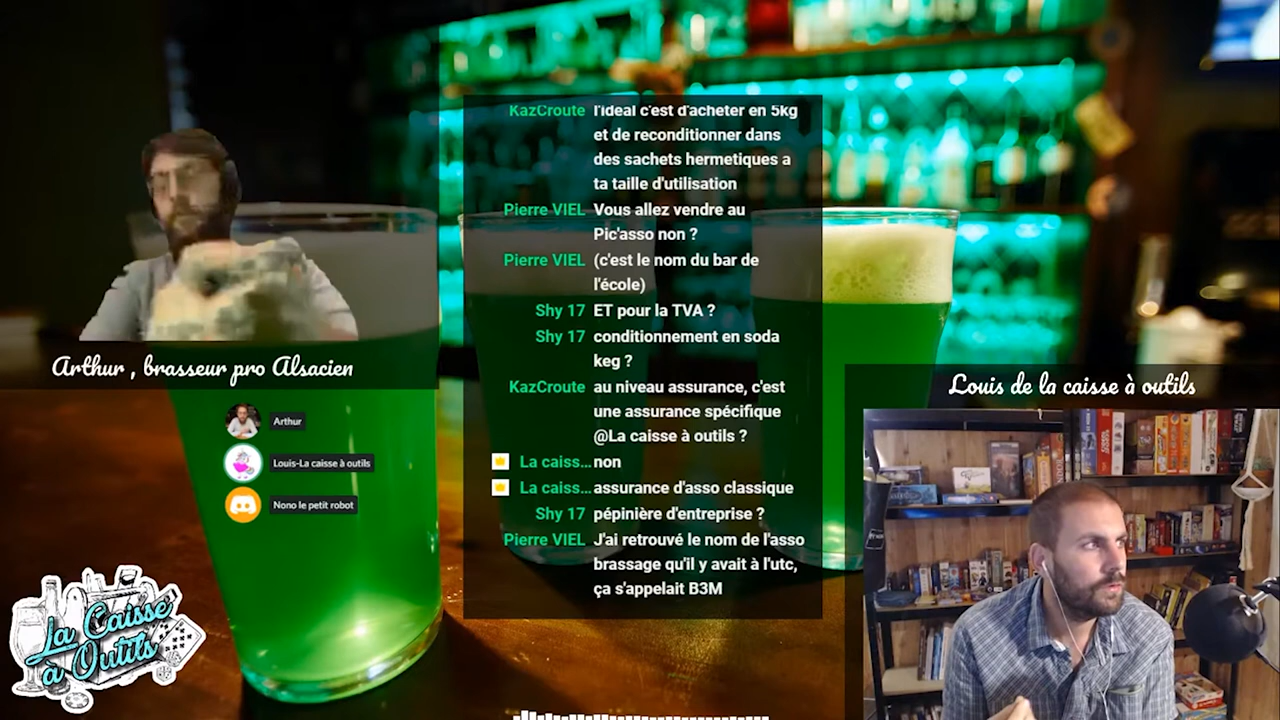 KazCroute l'idéal c'est d'acheter en 5kg
et de reconditionner dans
des sachets hermetiques a
ta taille d'utilisation
Pierre VIEL Vous allez vendre au
Pic'asso non ?
Pierre VIEL (c'est le nom du bar de
l'école)
Shy 17 ET pour la TVA ?
Shy 17 conditionnement en soda
keg ?
KazCroute au niveau assurance, c'est
une assurance spécifique
@La caisse à outils ?
La caiss... non
La caiss... assurance d'asso classique
Shy 17 pépinière d'entreprise ?
Pierre VIEL J'ai retrouvé le nom de l'asso
brassage qu'il y avait à l'utc,
ça s'appelait B3M
Arthur , brasseur pro Alsacien
Arthur
Louis-La caisse à outils
Nono le petit robot
Louis de la caisse à outils
La Caisse
à Outils